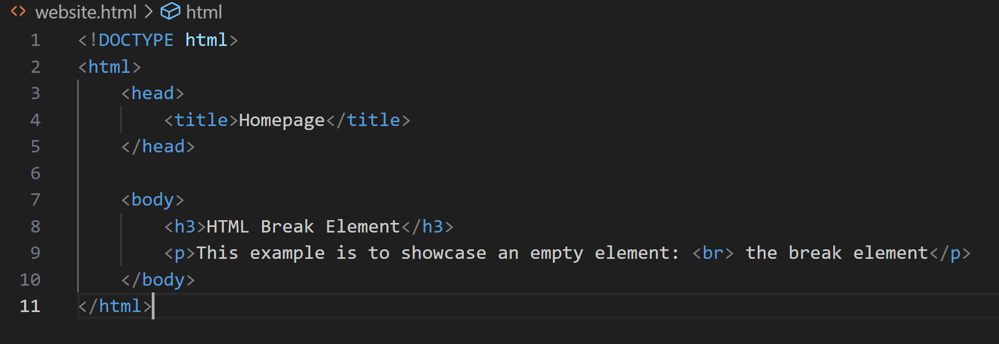 website.html > html
1 <!DOCTYPE html>
2 <html>
3 <head>
4 <title>Homepage</title>
5 </head>
6
7 <body>
8 <h3>HTML Break Element</h3>
9 <p>This example is to showcase an empty element: <br> the break element</p>
10 </body>
11 </html>